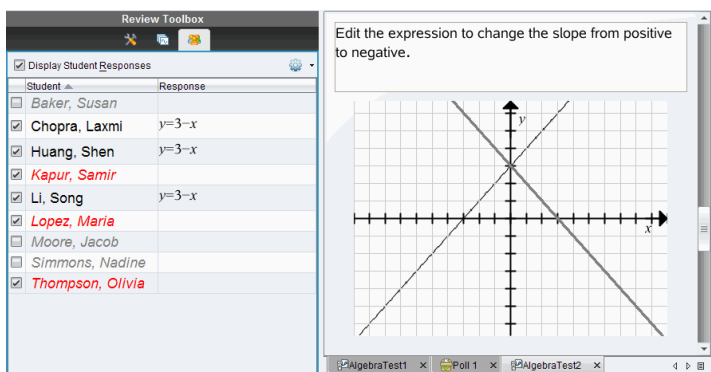 Review Toolbox
Display Student Responses
Student Response
Baker, Susan
Chopra, Laxmi y=3−x
Huang, Shen y=3−x
Kapur, Samir
Li, Song y=3−x
Lopez, Maria
Moore, Jacob
Simmons, Nadine
Thompson, Olivia
Edit the expression to change the slope from positive
to negative.
y
x
AlgebraTest1 Poll 1 AlgebraTest2